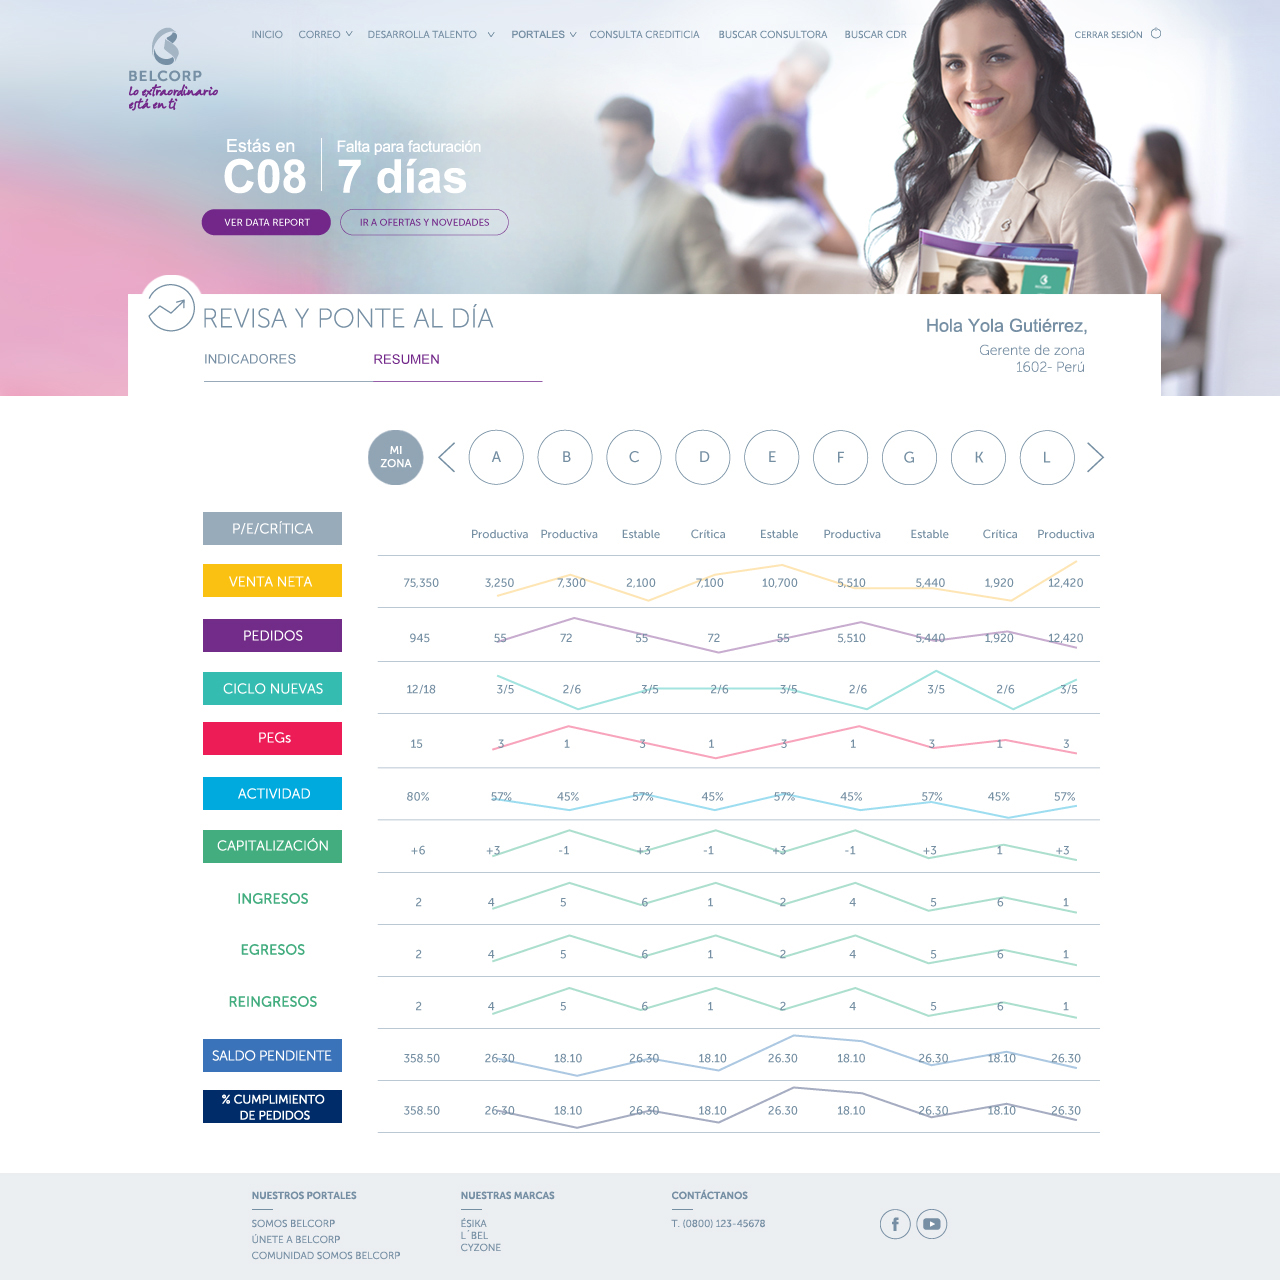 INICIO CORREO DESARROLLA TALENTO PORTALES CONSULTA CREDITICIA BUSCAR CONSULTORA BUSCAR CDR CERRAR SESIÓN
BELCORP
Lo extraordinario
está en ti
Estás en Falta para facturación
C08 7 días
VER DATA REPORT IR A OFERTAS Y NOVEDADES
REVISA Y PONTE AL DÍA
Hola Yola Gutiérrez,
Gerente de zona
1602- Perú
INDICADORES RESUMEN
MI
ZONA
A B C D E F G K L
P/E/CRÍTICA Productiva Productiva Estable Crítica Estable Productiva Estable Crítica Productiva
VENTA NETA 75,350 3,250 7,300 2,100 7,100 10,700 5,510 5,440 1,920 12,420
PEDIDOS 945 55 72 55 72 55 5,510 5,440 1,920 12,420
CICLO NUEVAS 12/18 3/5 2/6 3/5 2/6 3/5 2/6 3/5 2/6 3/5
PEGs 15 3 1 3 1 3 1 3 1 3
ACTIVIDAD 80% 57% 45% 57% 45% 57% 45% 57% 45% 57%
CAPITALIZACIÓN +6 +3 -1 +3 -1 +3 -1 +3 1 +3
INGRESOS 2 4 5 6 1 2 4 5 6 1
EGRESOS 2 4 5 6 1 2 4 5 6 1
REINGRESOS 2 4 5 6 1 2 4 5 6 1
SALDO PENDIENTE 358.50 26.30 18.10 26.30 18.10 26.30 18.10 26.30 18.10 26.30
% CUMPLIMIENTO
DE PEDIDOS 358.50 26.30 18.10 26.30 18.10 26.30 18.10 26.30 18.10 26.30
NUESTROS PORTALES
SOMOS BELCORP
ÚNETE A BELCORP
COMUNIDAD SOMOS BELCORP
NUESTRAS MARCAS
ÉSIKA
L´BEL
CYZONE
CONTÁCTANOS
T. (0800) 123-45678